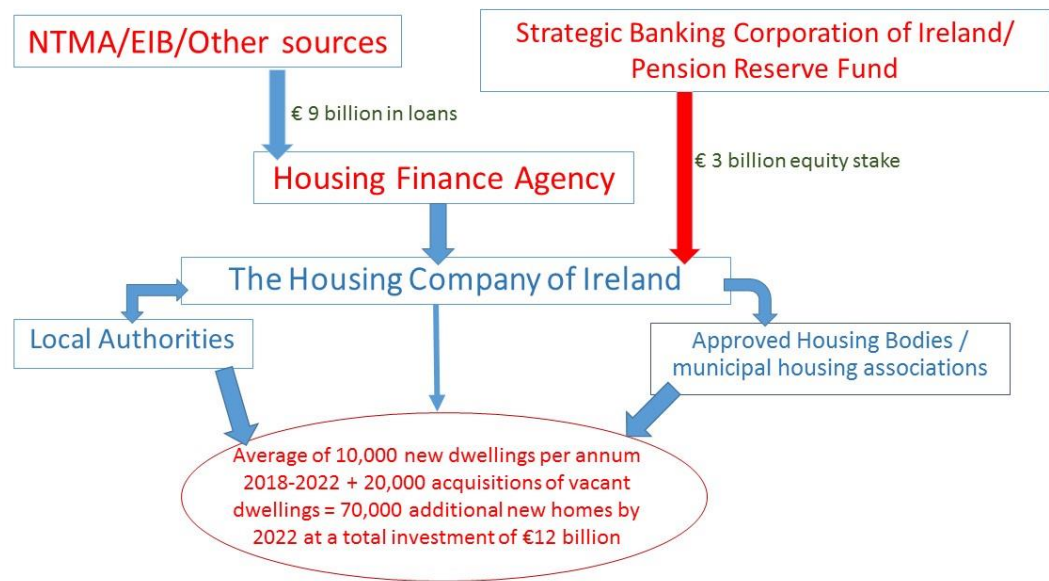 NTMA/EIB/Other sources
Strategic Banking Corporation of Ireland/
Pension Reserve Fund
€ 9 billion in loans
€ 3 billion equity stake
Housing Finance Agency
The Housing Company of Ireland
Local Authorities
Approved Housing Bodies /
municipal housing associations
Average of 10,000 new dwellings per annum
2018-2022 + 20,000 acquisitions of vacant
dwellings = 70,000 additional new homes by
2022 at a total investment of €12 billion